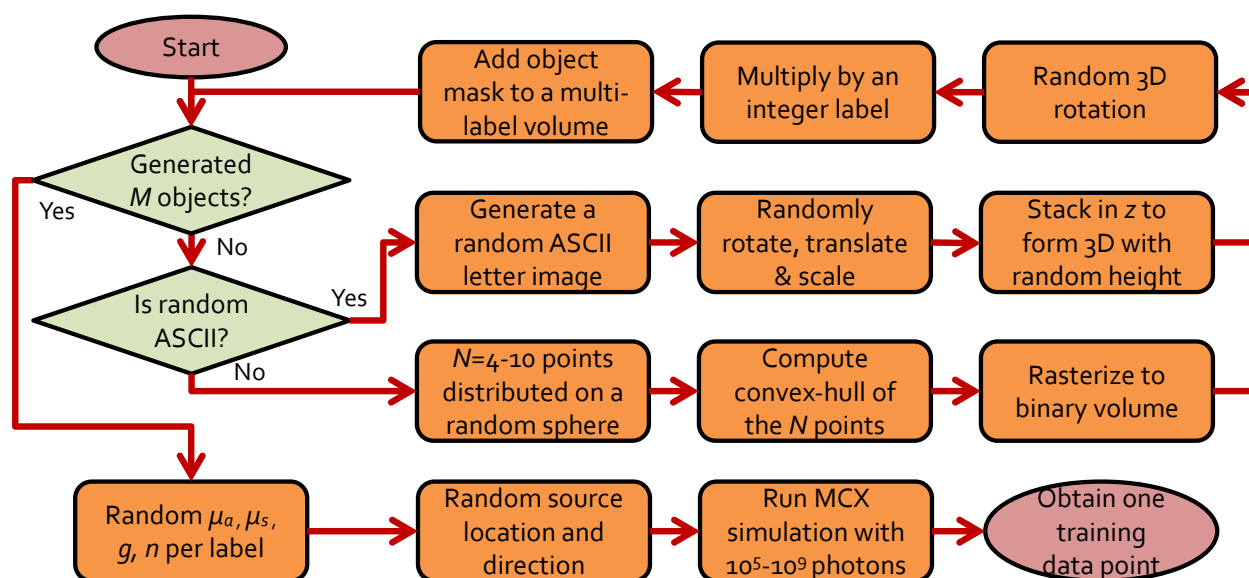 Start
Add object
mask to a multi-
label volume
Multiply by an
integer label
Random 3D
rotation
Generated
M objects?
Yes
No
Is random
ASCII?
Yes
No
Generate a
random ASCII
letter image
Randomly
rotate, translate
& scale
Stack in z to
form 3D with
random height
N=4-10 points
distributed on a
random sphere
Compute
convex-hull of
the N points
Rasterize to
binary volume
Random μₐ, μₛ,
g, n per label
Random source
location and
direction
Run MCX
simulation with
10⁵-10⁹ photons
Obtain one
training
data point